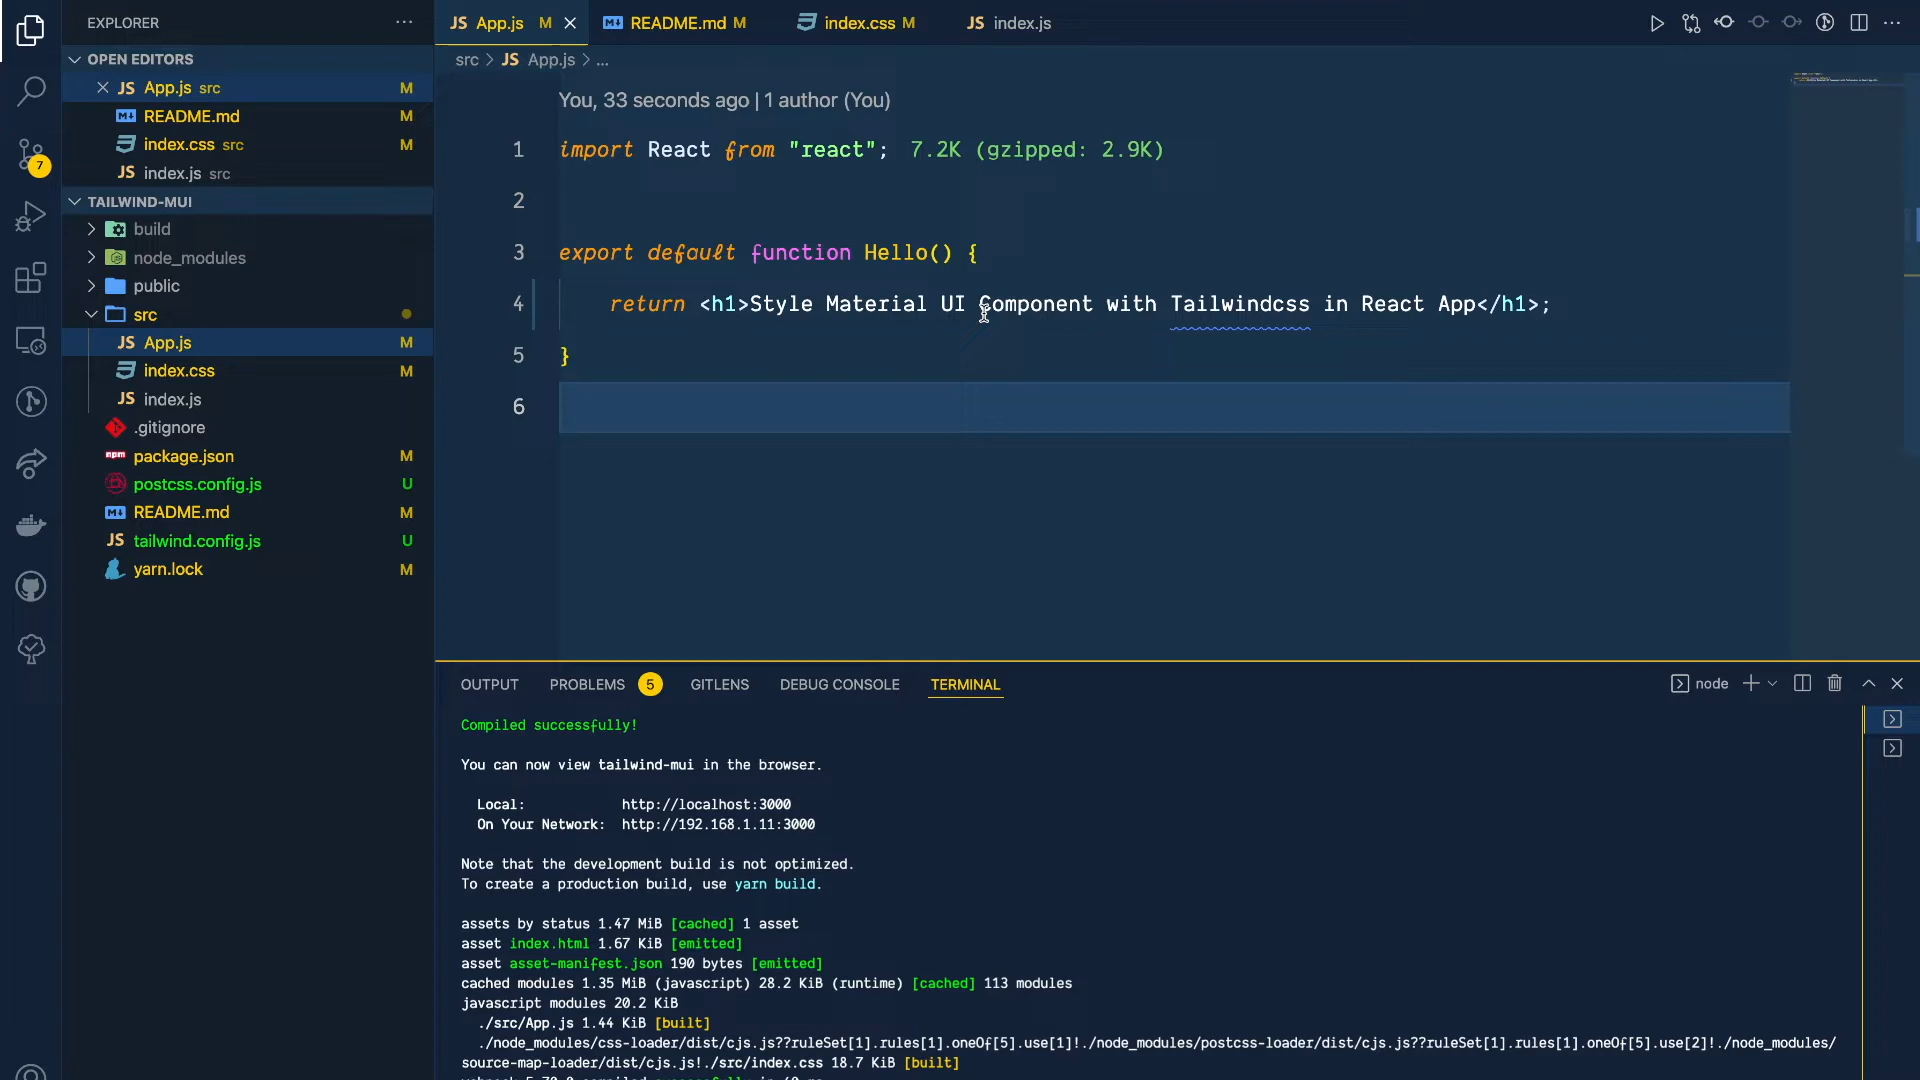 EXPLORER
OPEN EDITORS
JS App.js src M
README.md M
index.css src M
JS index.js src
7
TAILWIND-MUI
build
node_modules
public
src
JS App.js M
index.css M
JS index.js
.gitignore
npm package.json M
postcss.config.js U
README.md M
JS tailwind.config.js U
yarn.lock M
JS App.js M README.md M index.css M JS index.js
src > JS App.js > ...
You, 33 seconds ago | 1 author (You)
1 import React from "react"; 7.2K (gzipped: 2.9K)
2
3 export default function Hello() {
4 return <h1>Style Material UI Component with Tailwindcss in React App</h1>;
5 }
6
OUTPUT PROBLEMS 5 GITLENS DEBUG CONSOLE TERMINAL node
Compiled successfully!
You can now view tailwind-mui in the browser.
Local: http://localhost:3000
On Your Network: http://192.168.1.11:3000
Note that the development build is not optimized.
To create a production build, use yarn build.
assets by status 1.47 MiB [cached] 1 asset
asset index.html 1.67 KiB [emitted]
asset asset-manifest.json 190 bytes [emitted]
cached modules 1.35 MiB (javascript) 28.2 KiB (runtime) [cached] 113 modules
javascript modules 20.2 KiB
./src/App.js 1.44 KiB [built]
./node_modules/css-loader/dist/cjs.js??ruleSet[1].rules[1].oneOf[5].use[1]!./node_modules/postcss-loader/dist/cjs.js??ruleSet[1].rules[1].oneOf[5].use[2]!./node_modules/
source-map-loader/dist/cjs.js!./src/index.css 18.7 KiB [built]